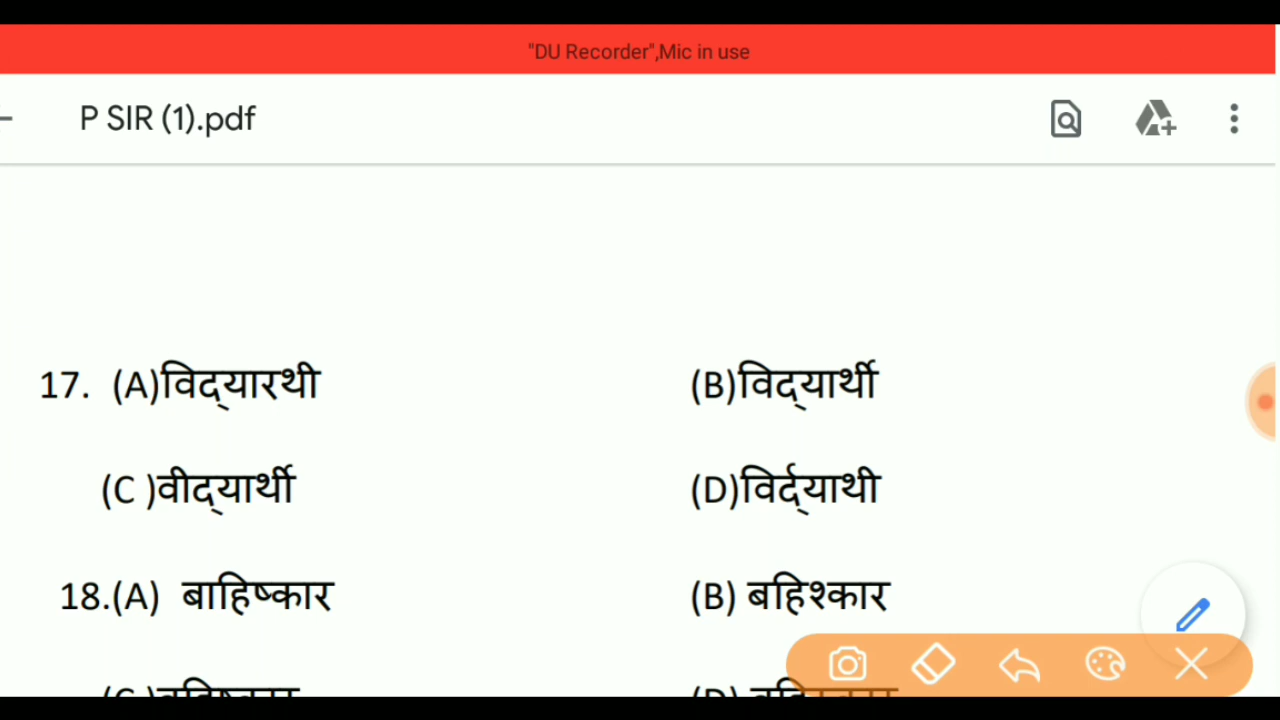 "DU Recorder",Mic in use
P SIR (1).pdf
17. (A)विद्‌यारथी (B)विद्‌यार्थी
(C )वीद्‌यार्थी (D)विर्द्‌याथी
18.(A) बाहिष्कार (B) बहिश्कार